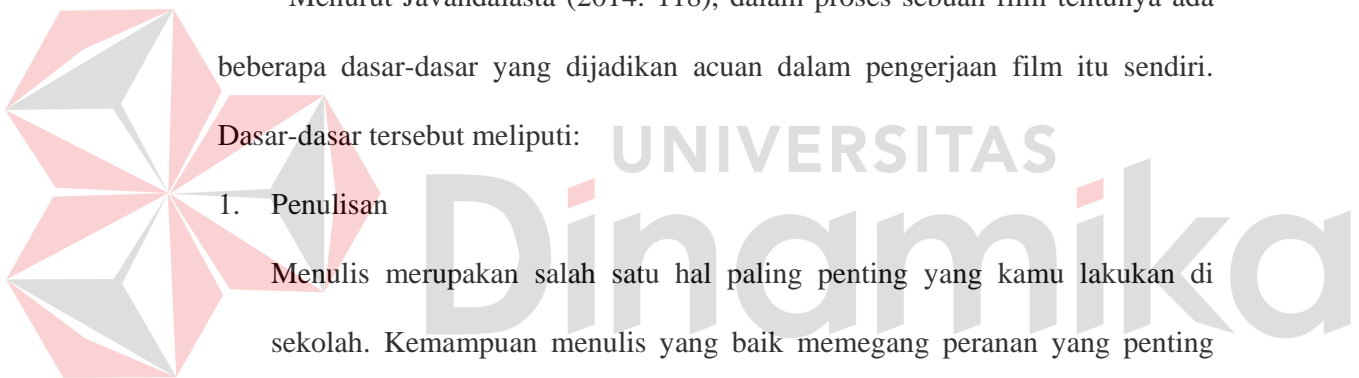 Menurut Javandalasta (2014: 118), dalam proses sebuah film tentunya ada
beberapa dasar-dasar yang dijadikan acuan dalam pengerjaan film itu sendiri.
Dasar-dasar tersebut meliputi:
UNIVERSITAS
Dinamika
1. Penulisan
Menulis merupakan salah satu hal paling penting yang kamu lakukan di
sekolah. Kemampuan menulis yang baik memegang peranan yang penting